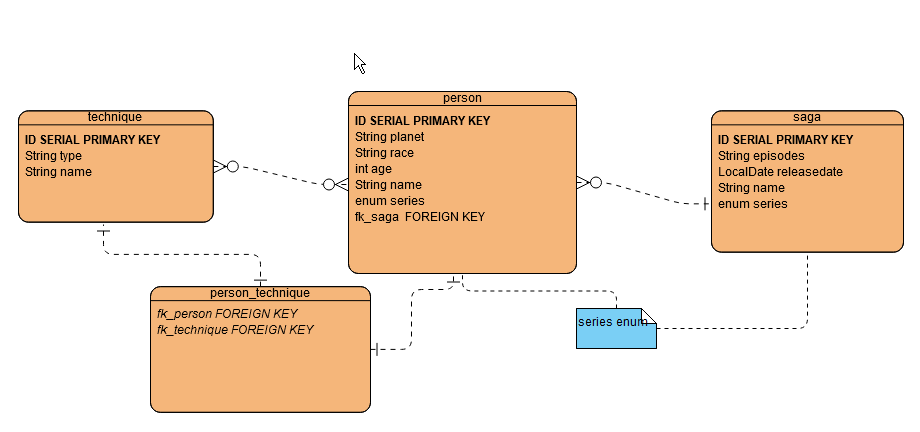 technique
ID SERIAL PRIMARY KEY
String type
String name
person
ID SERIAL PRIMARY KEY
String planet
String race
int age
String name
enum series
fk_saga  FOREIGN KEY
saga
ID SERIAL PRIMARY KEY
String episodes
LocalDate releasedate
String name
enum series
person_technique
fk_person FOREIGN KEY
fk_technique FOREIGN KEY
series enum